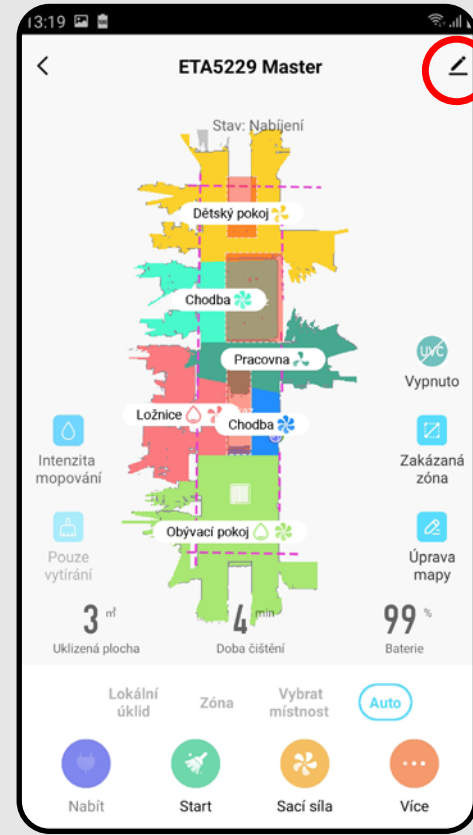 13:19
ETA5229 Master
Stav: Nabíjení
Dětský pokoj
Chodba
Pracovna
UVC
Vypnuto
Ložnice
Chodba
Intenzita
mopování
Zakázaná
zóna
Obývací pokoj
Pouze
vytírání
Úprava
mapy
3 ㎡
4 min
99 %
Uklizená plocha
Doba čištění
Baterie
Lokální
úklid
Zóna
Vybrat
místnost
Auto
Nabít
Start
Sací síla
Více